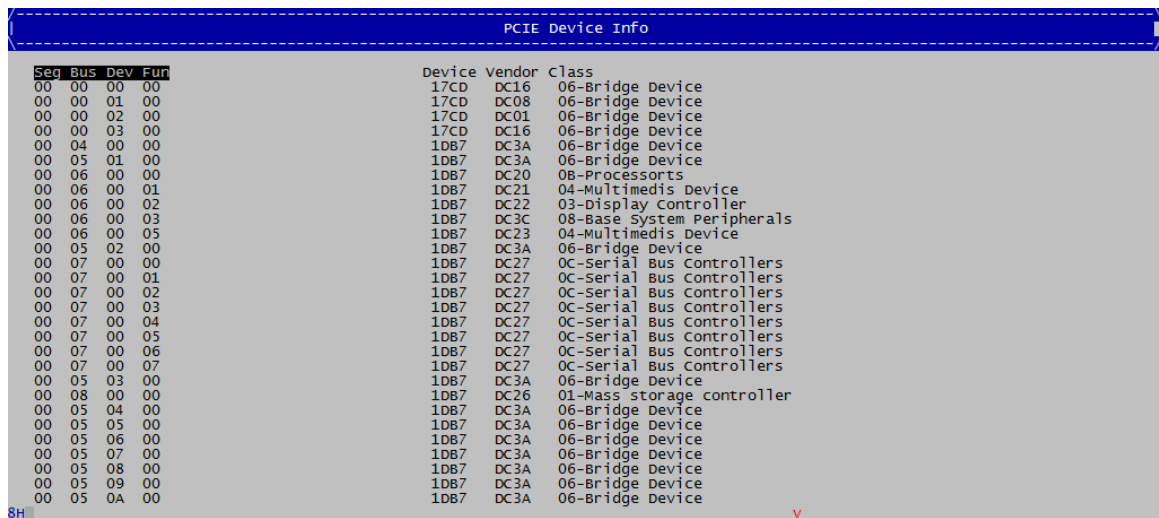 PCIE Device Info
Seg Bus Dev Fun Device Vendor Class
00 00 00 00 17CD DC16 06-Bridge Device
00 00 01 00 17CD DC08 06-Bridge Device
00 00 02 00 17CD DC01 06-Bridge Device
00 00 03 00 17CD DC16 06-Bridge Device
00 04 00 00 1DB7 DC3A 06-Bridge Device
00 05 01 00 1DB7 DC3A 06-Bridge Device
00 06 00 00 1DB7 DC20 0B-Processorts
00 06 00 01 1DB7 DC21 04-Multimedis Device
00 06 00 02 1DB7 DC22 03-Display Controller
00 06 00 03 1DB7 DC3C 08-Base System Peripherals
00 06 00 05 1DB7 DC23 04-Multimedis Device
00 05 02 00 1DB7 DC3A 06-Bridge Device
00 07 00 00 1DB7 DC27 0C-Serial Bus Controllers
00 07 00 01 1DB7 DC27 0C-Serial Bus Controllers
00 07 00 02 1DB7 DC27 0C-Serial Bus Controllers
00 07 00 03 1DB7 DC27 0C-Serial Bus Controllers
00 07 00 04 1DB7 DC27 0C-Serial Bus Controllers
00 07 00 05 1DB7 DC27 0C-Serial Bus Controllers
00 07 00 06 1DB7 DC27 0C-Serial Bus Controllers
00 07 00 07 1DB7 DC27 0C-Serial Bus Controllers
00 05 03 00 1DB7 DC3A 06-Bridge Device
00 08 00 00 1DB7 DC26 01-Mass storage controller
00 05 04 00 1DB7 DC3A 06-Bridge Device
00 05 05 00 1DB7 DC3A 06-Bridge Device
00 05 06 00 1DB7 DC3A 06-Bridge Device
00 05 07 00 1DB7 DC3A 06-Bridge Device
00 05 08 00 1DB7 DC3A 06-Bridge Device
00 05 09 00 1DB7 DC3A 06-Bridge Device
00 05 0A 00 1DB7 DC3A 06-Bridge Device
8H v